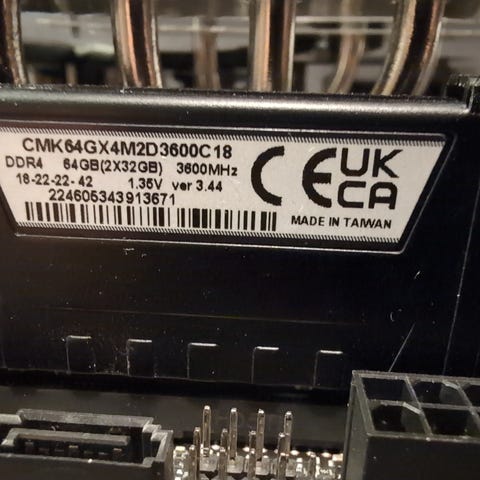 CMK64GX4M2D3600C18
DDR4 64GB(2X32GB) 3600MHz
18-22-22-42 1.35V ver 3.44
224605343913671
CE UK
CA
MADE IN TAIWAN